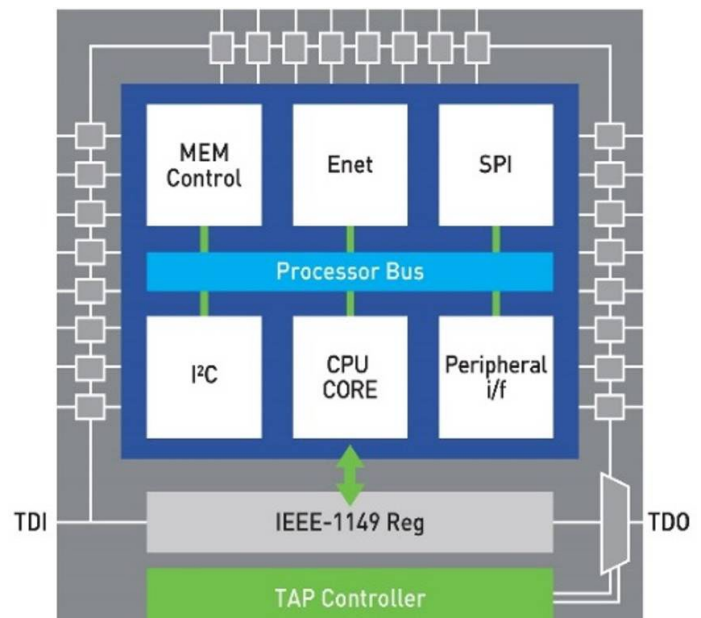 MEM
Control
Enet
SPI
Processor Bus
I²C
CPU
CORE
Peripheral
i/f
TDI
IEEE-1149 Reg
TDO
TAP Controller